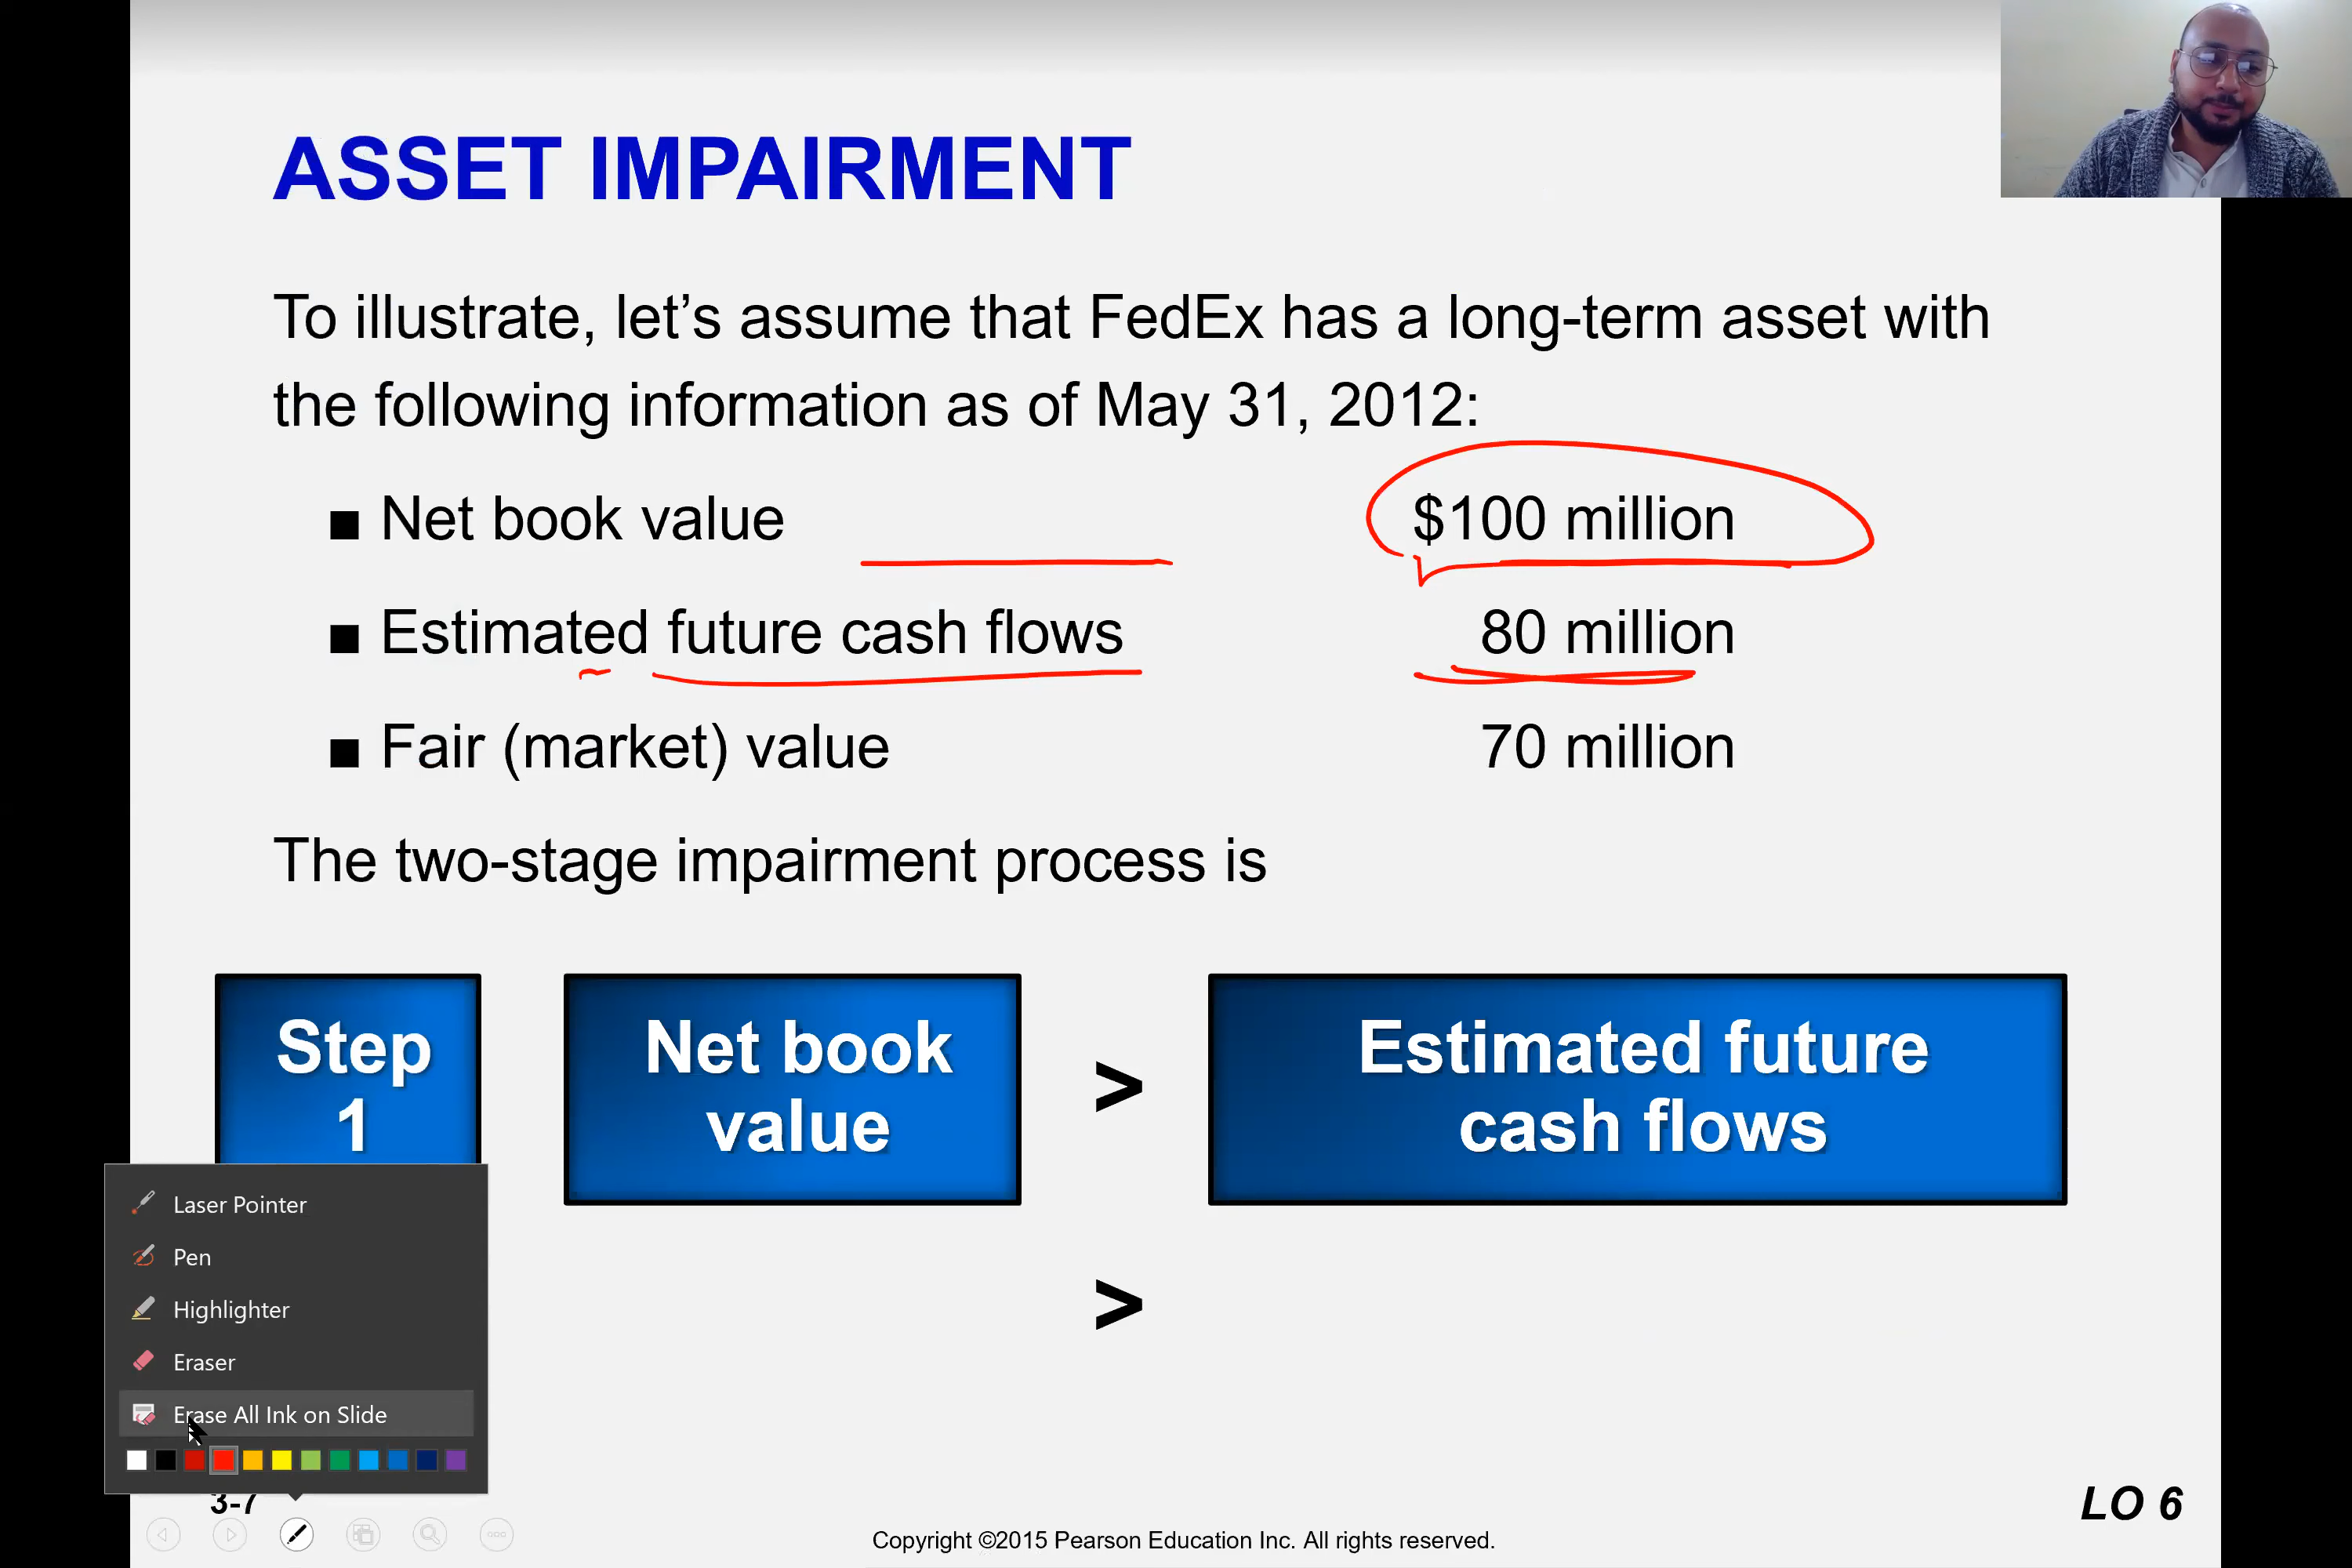 ASSET IMPAIRMENT
To illustrate, let’s assume that FedEx has a long-term asset with
the following information as of May 31, 2012:
■ Net book value $100 million
■ Estimated future cash flows 80 million
■ Fair (market) value 70 million
The two-stage impairment process is
Step
1
Net book
value
>
Estimated future
cash flows
>
Laser Pointer
Pen
Highlighter
Eraser
Erase All Ink on Slide
3-7
LO 6
Copyright ©2015 Pearson Education Inc. All rights reserved.